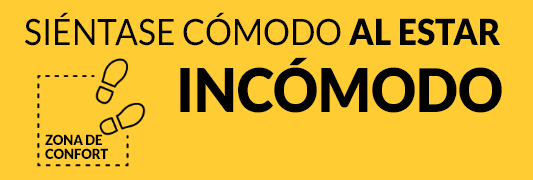 SIÉNTASE CÓMODO AL ESTAR
INCÓMODO
ZONA DE
CONFORT